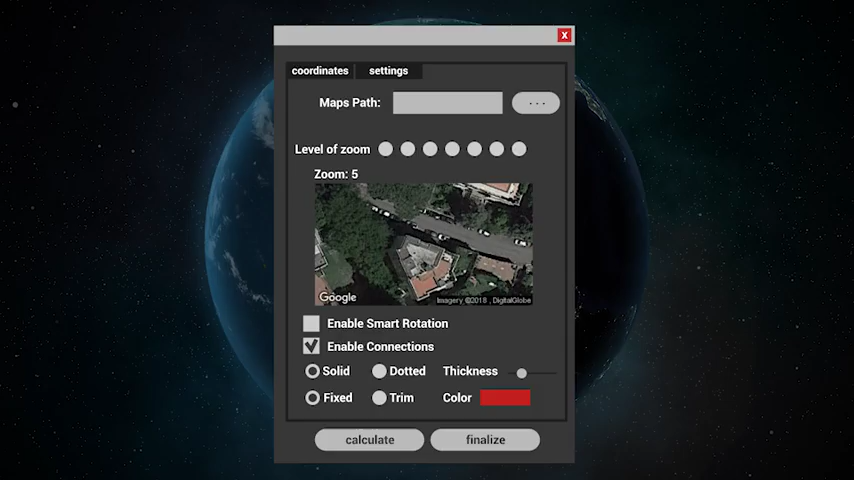 X
coordinates settings
Maps Path: ...
Level of zoom
Zoom: 5
Google Imagery ©2018 , DigitalGlobe
Enable Smart Rotation
Enable Connections
Solid Dotted Thickness
Fixed Trim Color
calculate finalize